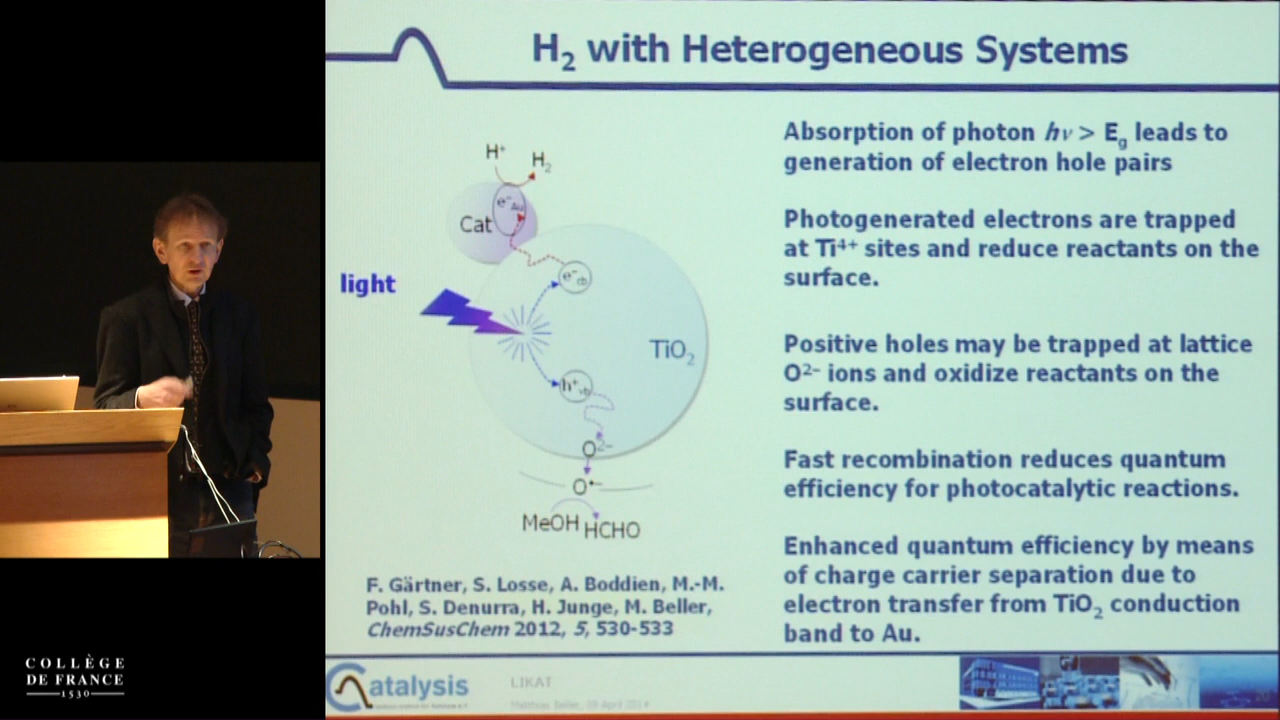 H₂ with Heterogeneous Systems
Absorption of photon hν > Eg leads to
generation of electron hole pairs
Photogenerated electrons are trapped
at Ti⁴⁺ sites and reduce reactants on the
surface.
Positive holes may be trapped at lattice
O²⁻ ions and oxidize reactants on the
surface.
Fast recombination reduces quantum
efficiency for photocatalytic reactions.
Enhanced quantum efficiency by means
of charge carrier separation due to
electron transfer from TiO₂ conduction
band to Au.
H⁺
H₂
e⁻Au
Cat
light
e⁻cb
TiO₂
h⁺vb
O²⁻
O•⁻
MeOH HCHO
F. Gärtner, S. Losse, A. Boddien, M.-M.
Pohl, S. Denurra, H. Junge, M. Beller,
ChemSusChem 2012, 5, 530-533
COLLÈGE
DE FRANCE
1530
Catalysis
LIKAT